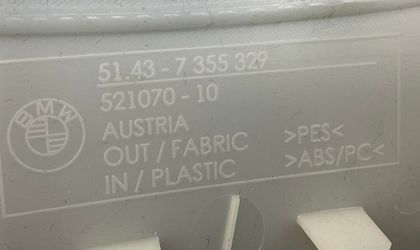 BMW
51.43 - 7 355 329
521070 - 10
AUSTRIA
OUT / FABRIC >PES<
IN / PLASTIC >ABS/PC<